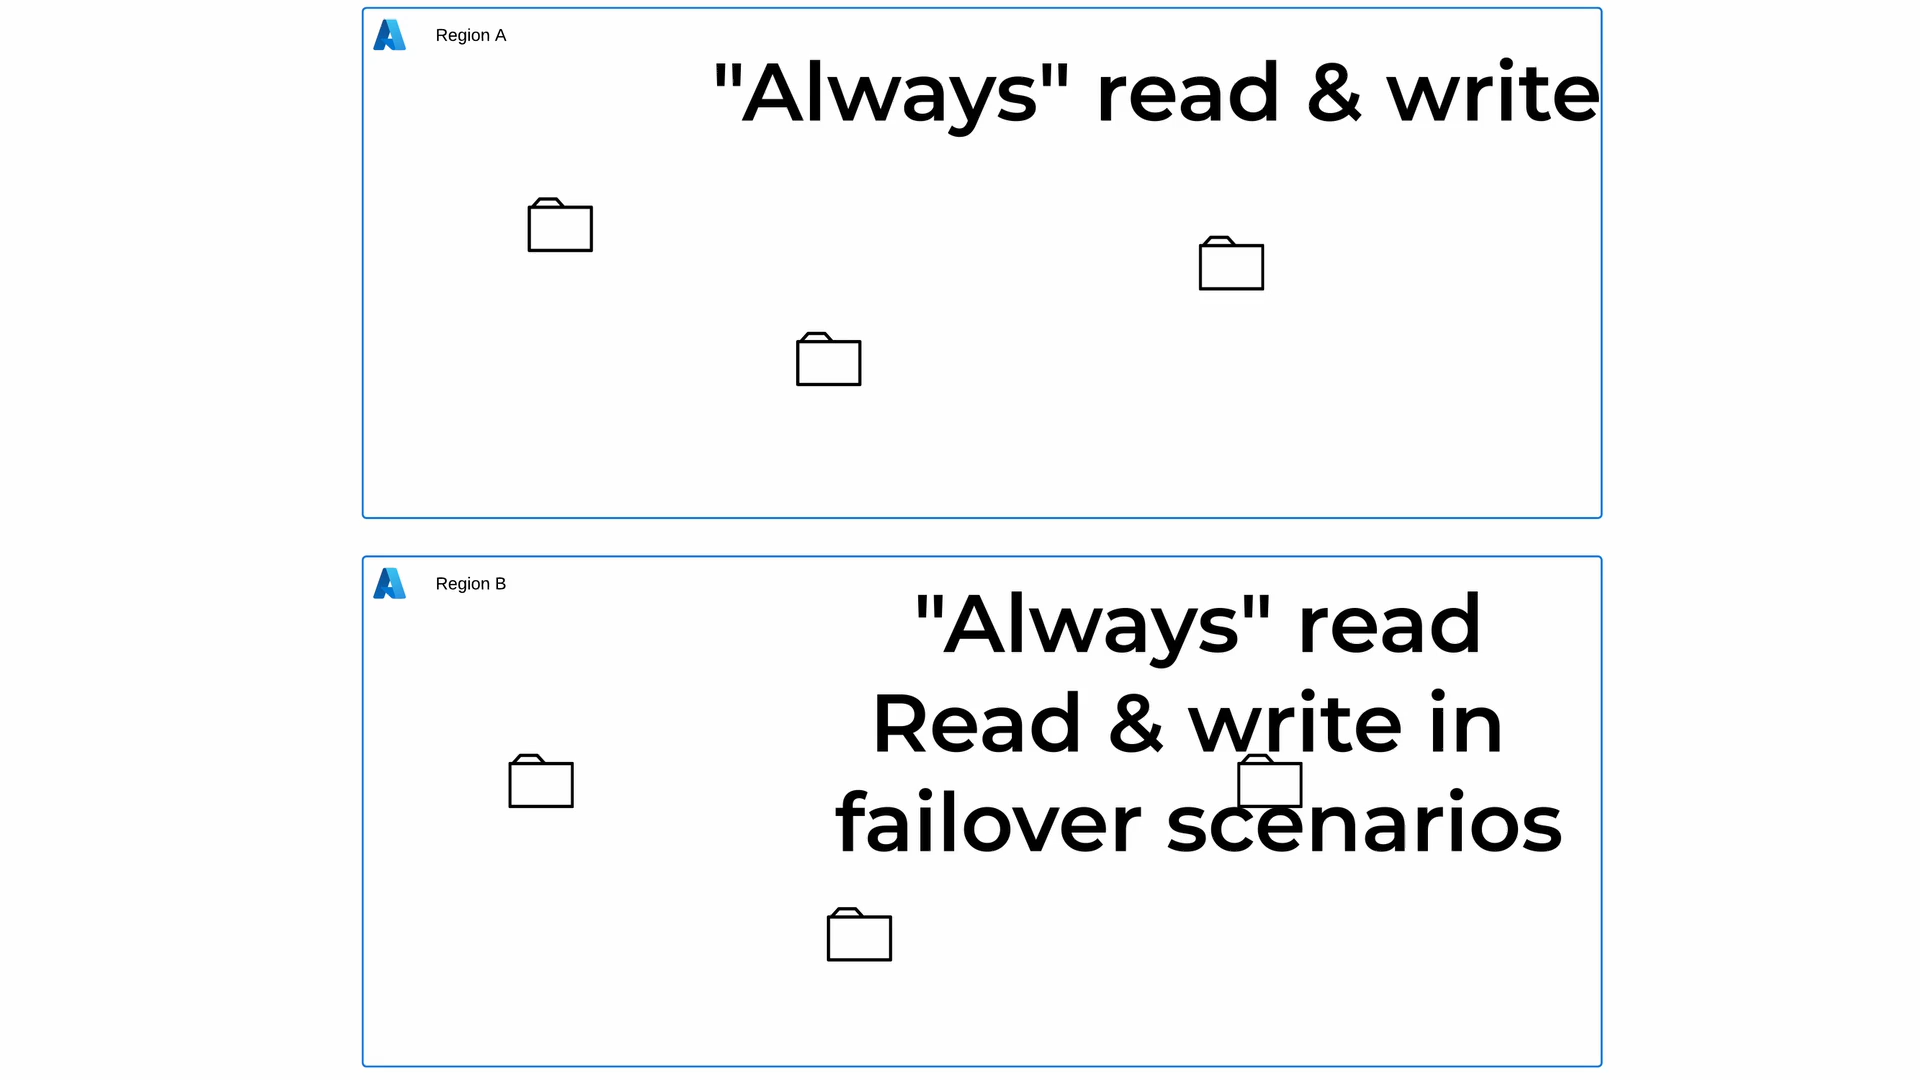 Region A
"Always" read & write
Region B
"Always" read
Read & write in
failover scenarios